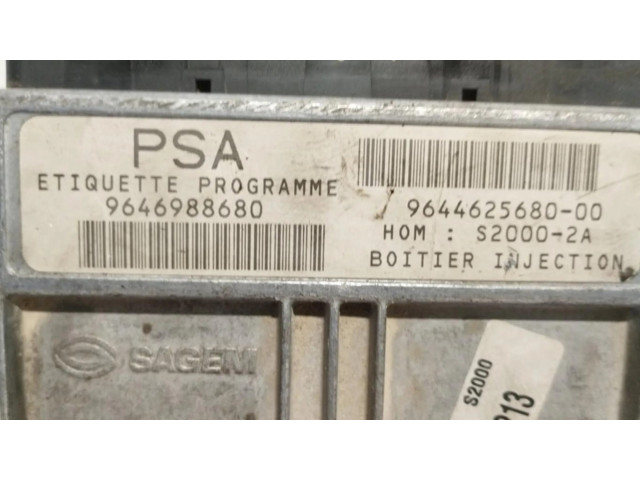 PSA
ETIQUETTE PROGRAMME
9646988680
9644625680-00
HOM : S2000-2A
BOITIER INJECTION
SAGEM
S2000